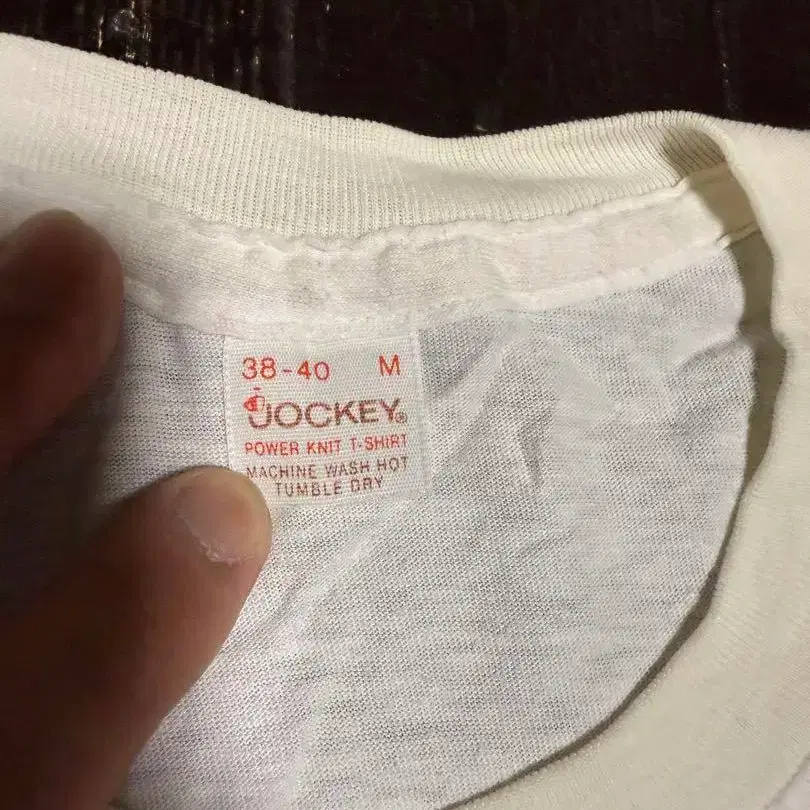 38-40 M
JOCKEY®
POWER KNIT T-SHIRT
MACHINE WASH HOT
TUMBLE DRY